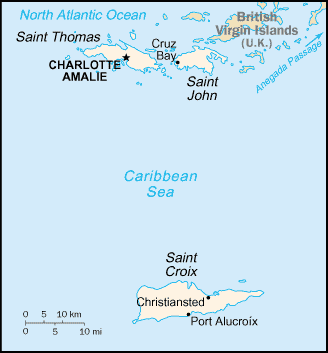 North Atlantic Ocean
British
Virgin Islands
(U.K.)
Saint Thomas
Cruz
Bay
CHARLOTTE
AMALIE
Saint
John
Anegada Passage
Caribbean
Sea
Saint
Croix
Christiansted
Port Alucroix
0 5 10 km
0 5 10 mi